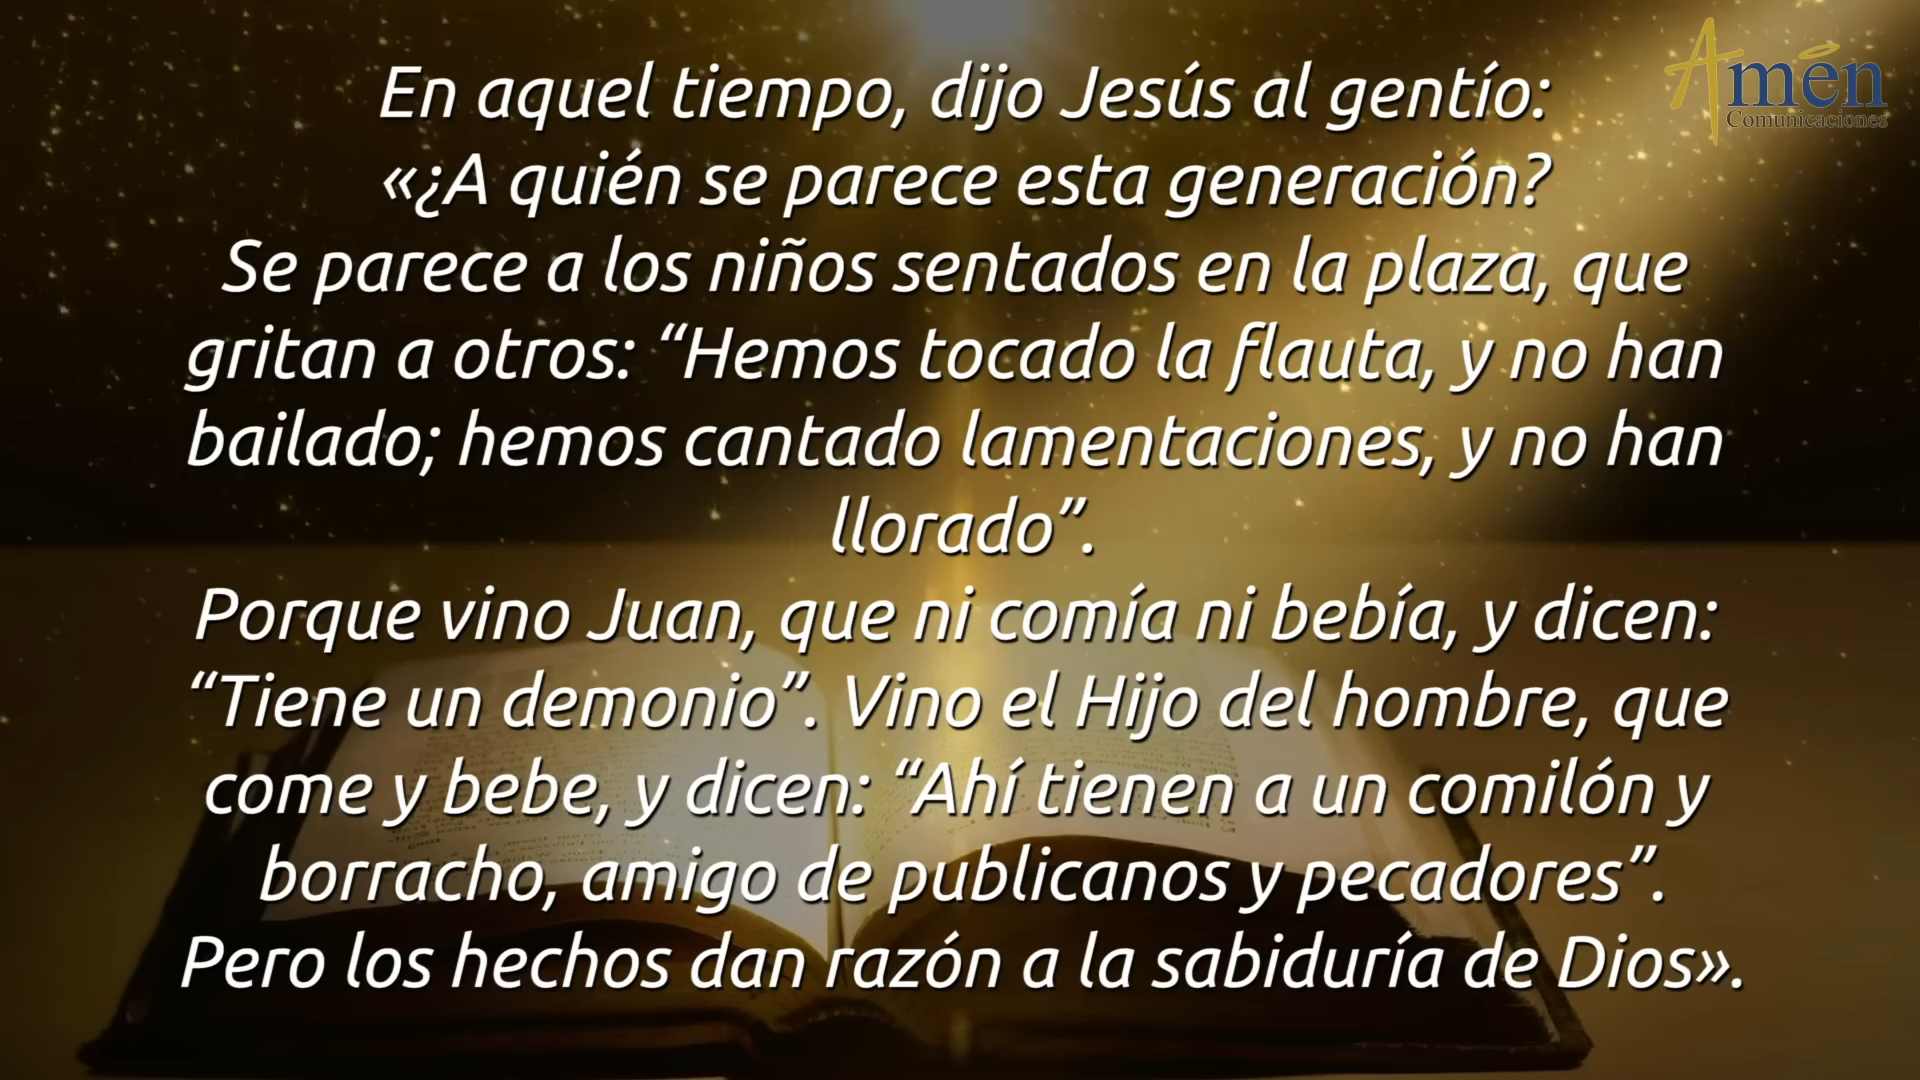 Amén
Comunicaciones
En aquel tiempo, dijo Jesús al gentío:
«¿A quién se parece esta generación?
Se parece a los niños sentados en la plaza, que
gritan a otros: “Hemos tocado la flauta, y no han
bailado; hemos cantado lamentaciones, y no han
llorado”.
Porque vino Juan, que ni comía ni bebía, y dicen:
“Tiene un demonio”. Vino el Hijo del hombre, que
come y bebe, y dicen: “Ahí tienen a un comilón y
borracho, amigo de publicanos y pecadores”.
Pero los hechos dan razón a la sabiduría de Dios».